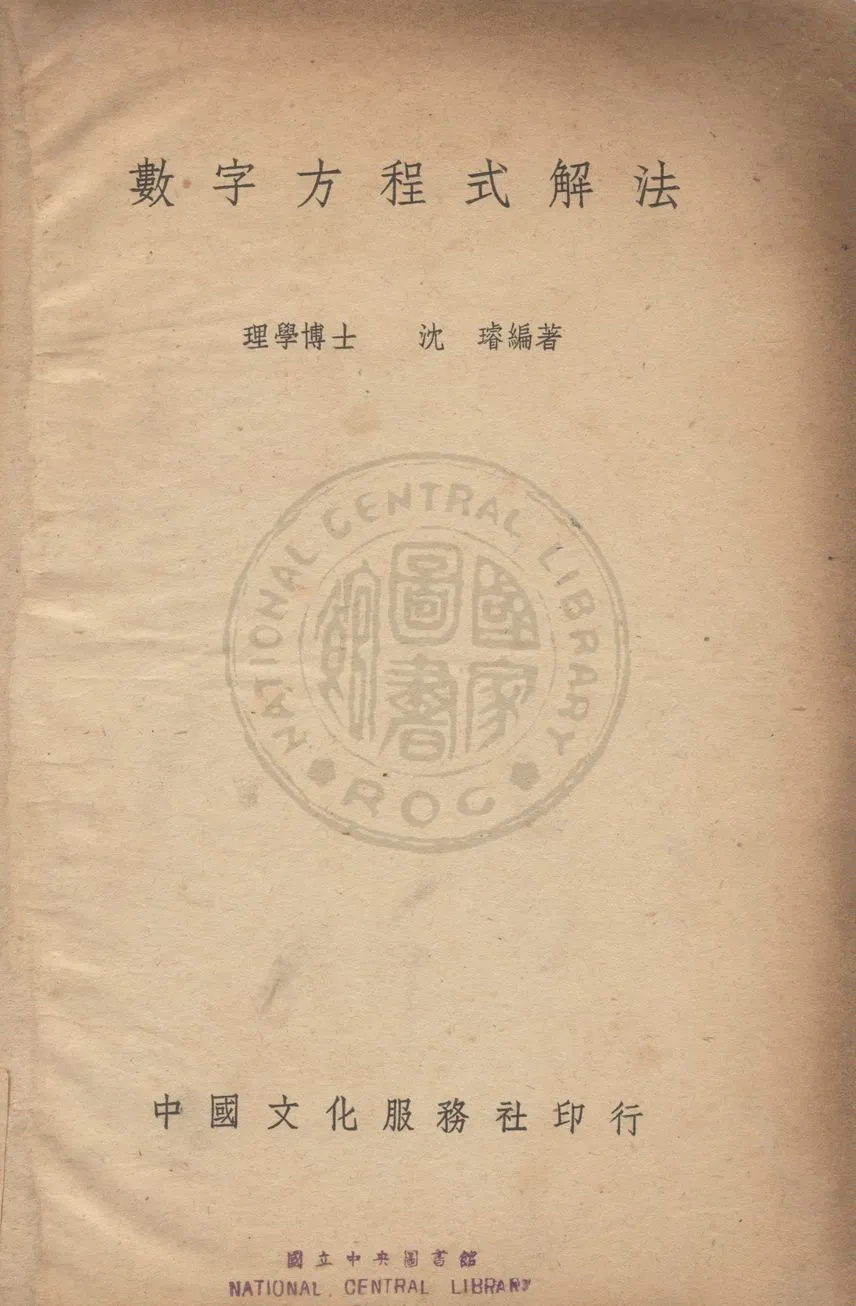 數字方程式解法
理學博士 沈 璿編著
NATIONAL CENTRAL LIBRARY
國家圖書館
ROC
中國文化服務社印行
國立中央圖書館
NATIONAL CENTRAL LIBRARY